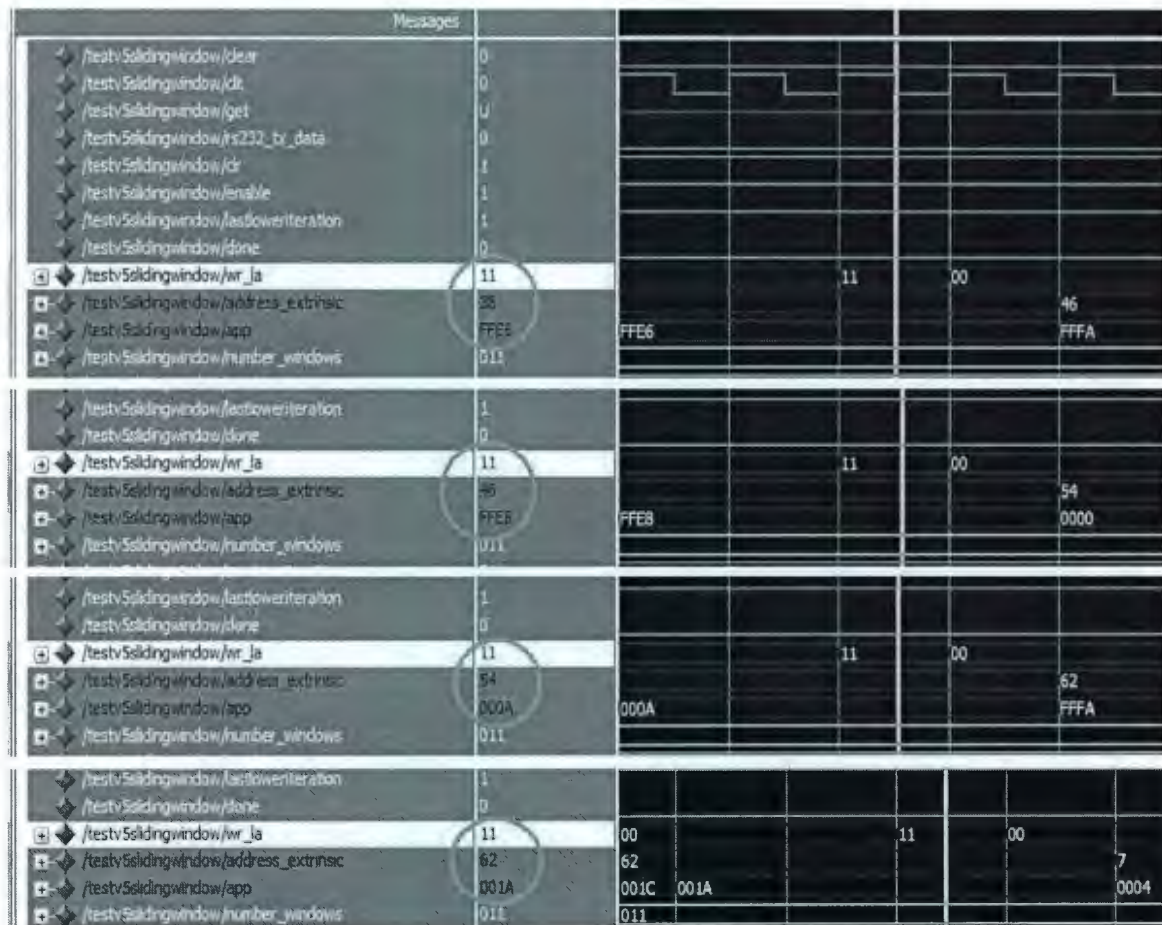 Messages
/testv5slidingwindow/clear 0
/testv5slidingwindow/clk 0
/testv5slidingwindow/get U
/testv5slidingwindow/rs232_tx_data 0
/testv5slidingwindow/clr 1
/testv5slidingwindow/enable 1
/testv5slidingwindow/lastloweriteration 1
/testv5slidingwindow/done 0
/testv5slidingwindow/wr_la 11 11 00
/testv5slidingwindow/address_extrinsic 38 46
/testv5slidingwindow/app FFE6 FFE6 FFFA
/testv5slidingwindow/number_windows 011
/testv5slidingwindow/lastloweriteration 1
/testv5slidingwindow/done 0
/testv5slidingwindow/wr_la 11 11 00
/testv5slidingwindow/address_extrinsic 46 54
/testv5slidingwindow/app 0000
/testv5slidingwindow/number_windows 011
/testv5slidingwindow/lastloweriteration 1
/testv5slidingwindow/done 0
/testv5slidingwindow/wr_la 11 11 00
/testv5slidingwindow/address_extrinsic 54 62
/testv5slidingwindow/app 000A 000A FFFA
/testv5slidingwindow/number_windows 011
/testv5slidingwindow/lastloweriteration 1
/testv5slidingwindow/done 0
/testv5slidingwindow/wr_la 11 00 11 00
/testv5slidingwindow/address_extrinsic 62 62 7
/testv5slidingwindow/app 001A 001C 001A 0004
/testv5slidingwindow/number_windows 011 011